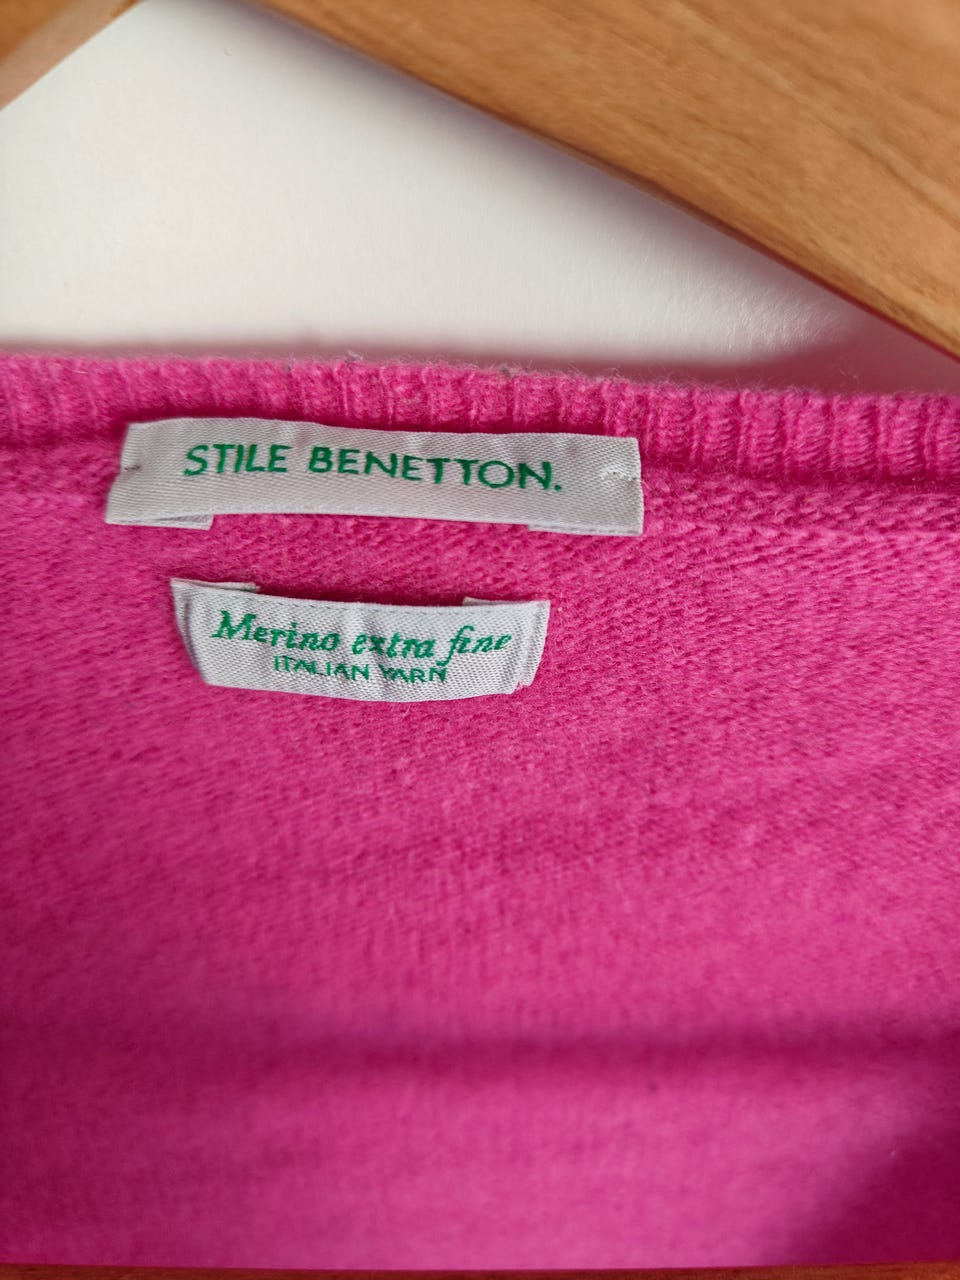 STILE BENETTON.
Merino extra fine
ITALIAN YARN